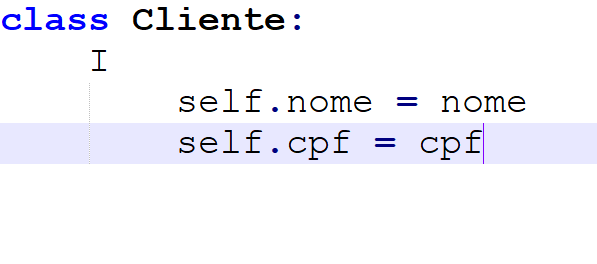 class Cliente:
self.nome = nome
self.cpf = cpf